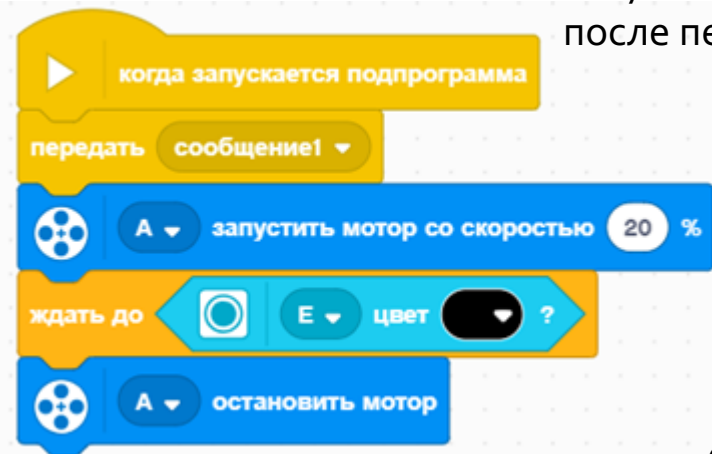 после пе
когда запускается подпрограмма
передать сообщение1
A запустить мотор со скоростью 20 %
ждать до E цвет ?
A остановить мотор